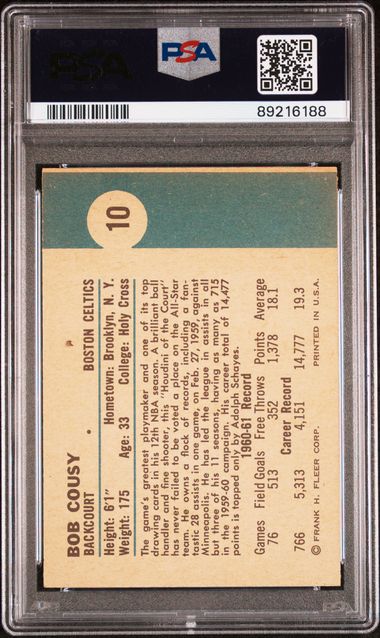 PSA
PSA
89216188
10
BOB COUSY
BACKCOURT • BOSTON CELTICS
Height: 6'1" Hometown: Brooklyn, N. Y.
Weight: 175 Age: 33 College: Holy Cross
The game's greatest playmaker and one of its top
drawing cards in his 12th NBA season. A brilliant ball
handler and fine shooter, this "Houdini of the Court"
has never failed to be voted a place on the All-Star
team. He owns a flock of records, including a fan-
tastic 28 assists in one game, on Feb. 27, 1959, against
Minneapolis. He has led the league in assists in all
but three of his 11 seasons, having as many as 715
the 1959-60 campaign. His career total of 14,477
points is topped only by Adolph Schayes.
1960-61 Record
Games Field Goals Free Throws Points Average
76 513 352 1,378 18.1
Career Record
766 5,313 4,151 14,777 19.3
© FRANK H. FLEER CORP. PRINTED IN U.S.A.